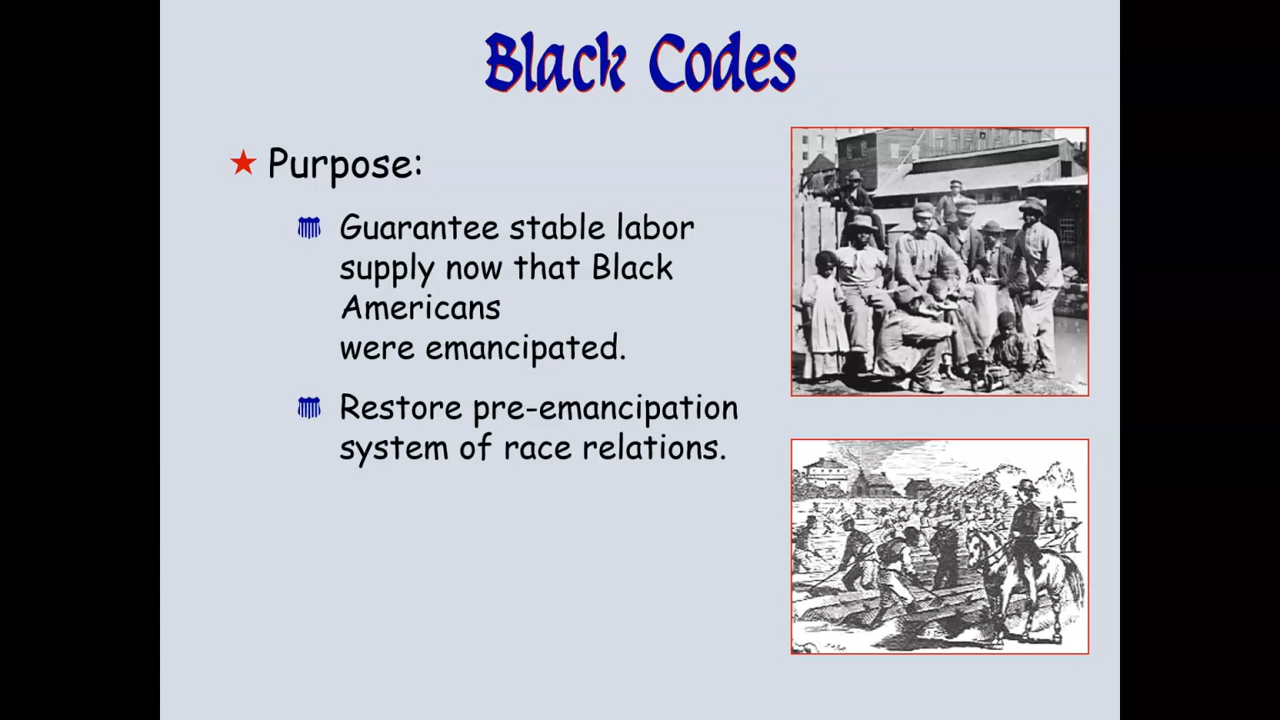 Black Codes
Purpose:
Guarantee stable labor
supply now that Black
Americans
were emancipated.
Restore pre-emancipation
system of race relations.